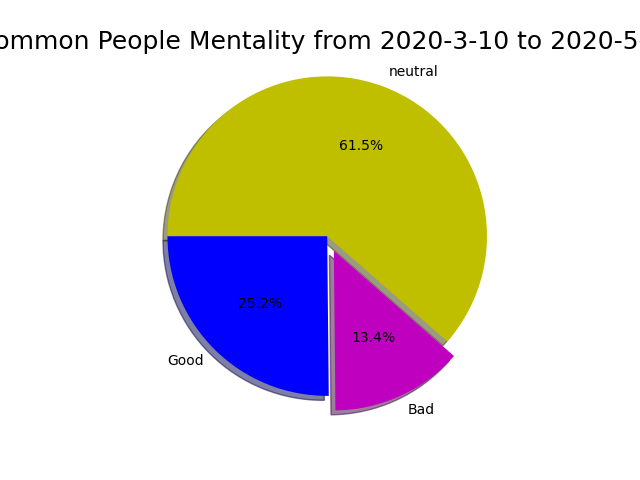 ommon People Mentality from 2020-3-10 to 2020-5
neutral
61.5%
25.2%
13.4%
Good
Bad